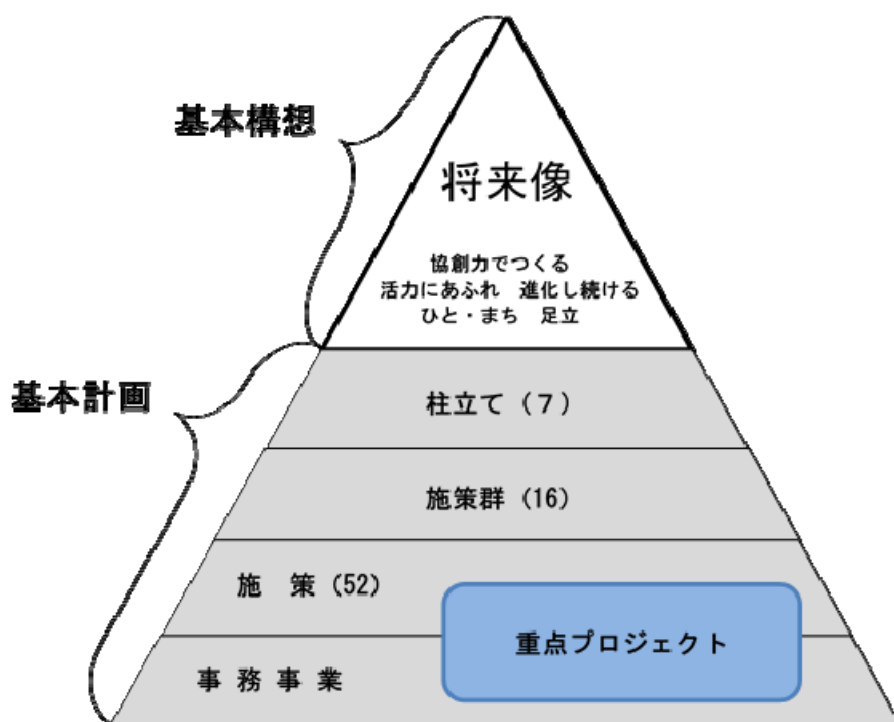 基本構想
将来像
協創力でつくる
活力にあふれ　進化し続ける
ひと・まち　足立
基本計画
柱立て（７）
施策群（16）
施　策（52）
重点プロジェクト
事 務 事 業